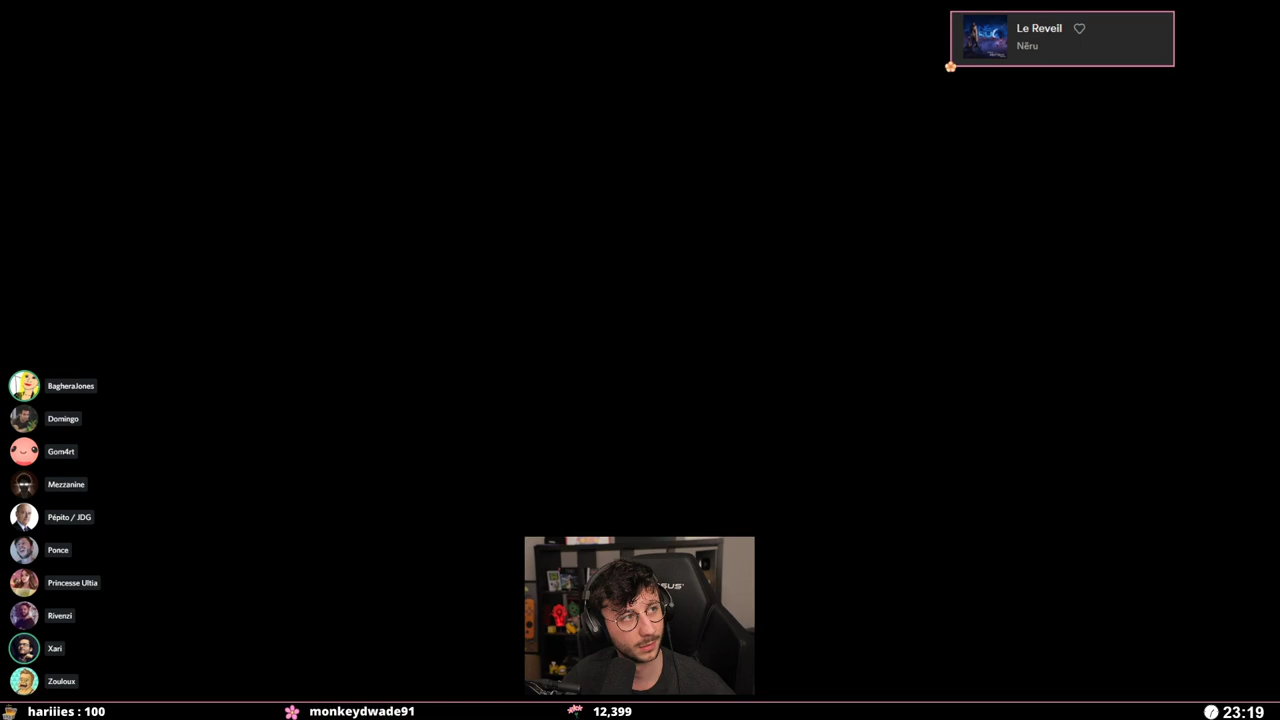 Le Reveil
Nēru
BagheraJones
Domingo
Gom4rt
Mezzanine
Pépito / JDG
Ponce
Princesse Ultia
Rivenzi
Xari
Zouloux
hariiies : 100
monkeydwade91
12,399
23:19